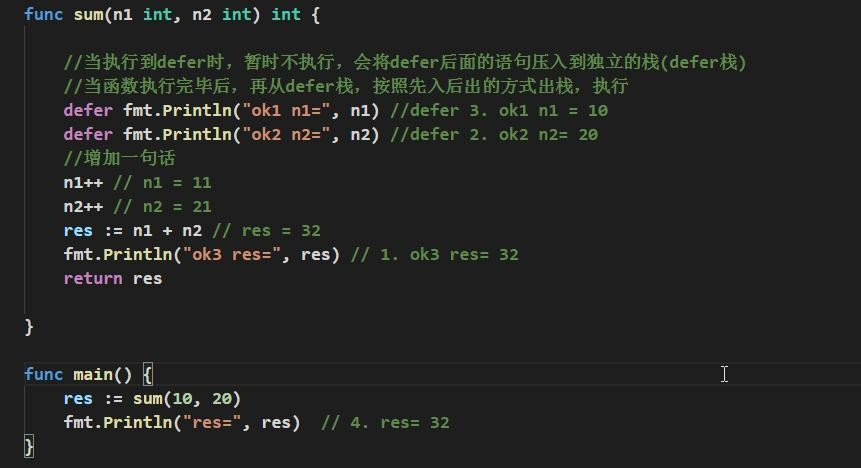 func sum(n1 int, n2 int) int {
//当执行到defer时，暂时不执行，会将defer后面的语句压入到独立的栈(defer栈)
//当函数执行完毕后，再从defer栈，按照先入后出的方式出栈，执行
defer fmt.Println("ok1 n1=", n1) //defer 3. ok1 n1 = 10
defer fmt.Println("ok2 n2=", n2) //defer 2. ok2 n2= 20
//增加一句话
n1++ // n1 = 11
n2++ // n2 = 21
res := n1 + n2 // res = 32
fmt.Println("ok3 res=", res) // 1. ok3 res= 32
return res
}
func main() {
res := sum(10, 20)
fmt.Println("res=", res)  // 4. res= 32
}